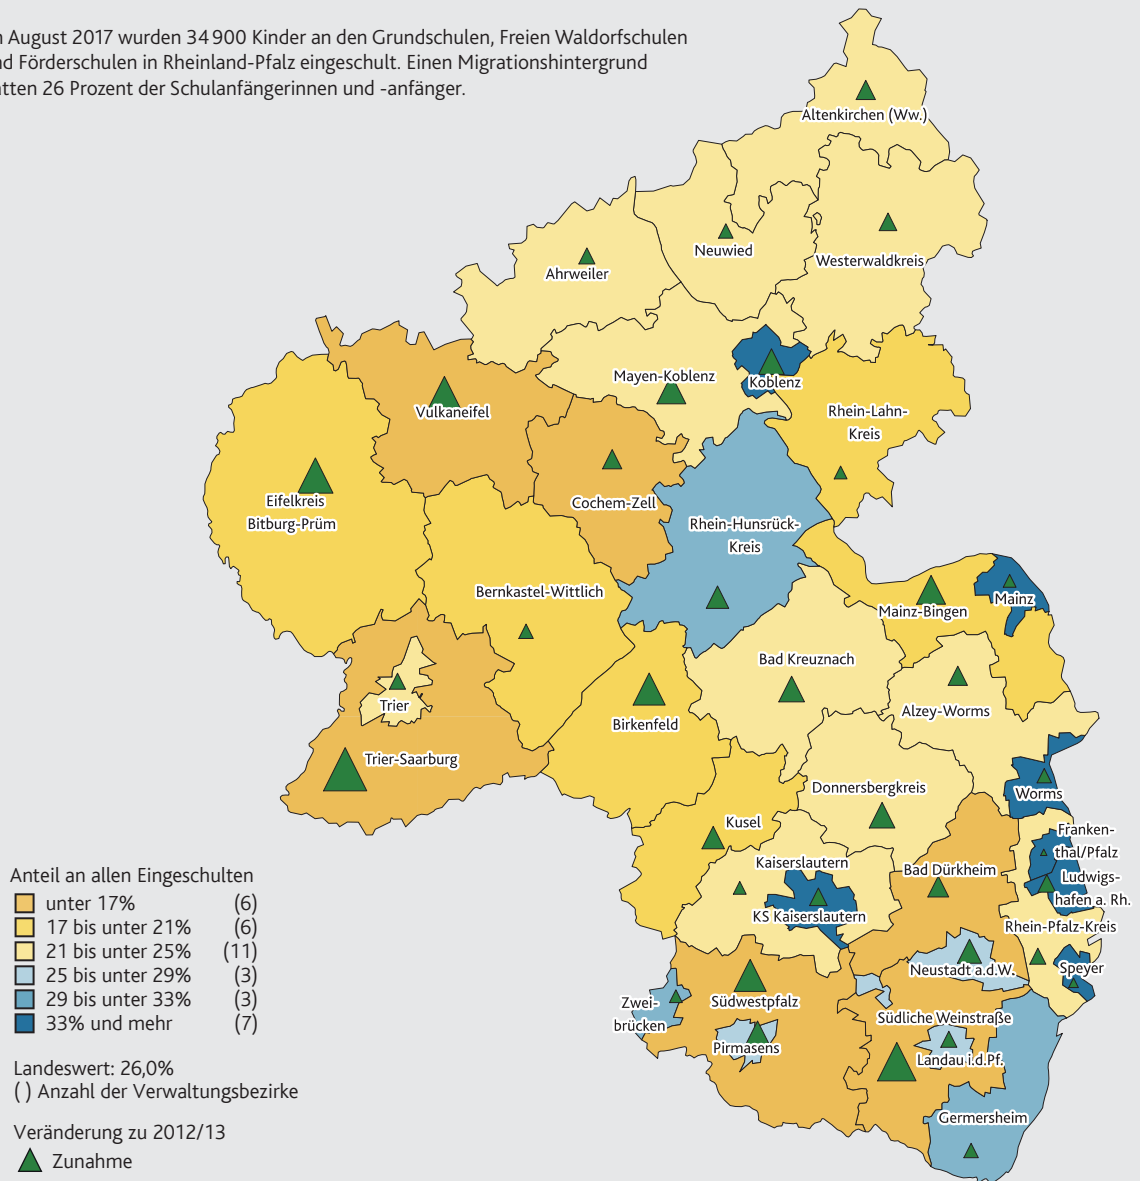 August 2017 wurden 34 900 Kinder an den Grundschulen, Freien Waldorfschulen
Förderschulen in Rheinland-Pfalz eingeschult. Einen Migrationshintergrund
26 Prozent der Schulanfängerinnen und -anfänger.
Altenkirchen (Ww.)
Neuwied
Westerwaldkreis
Ahrweiler
Mayen-Koblenz
Koblenz
Vulkaneifel
Rhein-Lahn-
Kreis
Cochem-Zell
Eifelkreis
Bitburg-Prüm
Rhein-Hunsrück-
Kreis
Bernkastel-Wittlich
Mainz-Bingen
Mainz
Bad Kreuznach
Trier
Birkenfeld
Alzey-Worms
Trier-Saarburg
Donnersbergkreis
Worms
Kusel
Franken-
thal/Pfalz
Kaiserslautern
Bad Dürkheim
Ludwigs-
hafen a. Rh.
KS Kaiserslautern
Rhein-Pfalz-Kreis
Neustadt a.d.W.
Speyer
Zwei-
brücken
Südwestpfalz
Südliche Weinstraße
Pirmasens
Landau i.d.Pf.
Germersheim
Anteil an allen Eingeschulten
unter 17% (6)
17 bis unter 21% (6)
21 bis unter 25% (11)
25 bis unter 29% (3)
29 bis unter 33% (3)
33% und mehr (7)
Landeswert: 26,0%
( ) Anzahl der Verwaltungsbezirke
Veränderung zu 2012/13
Zunahme